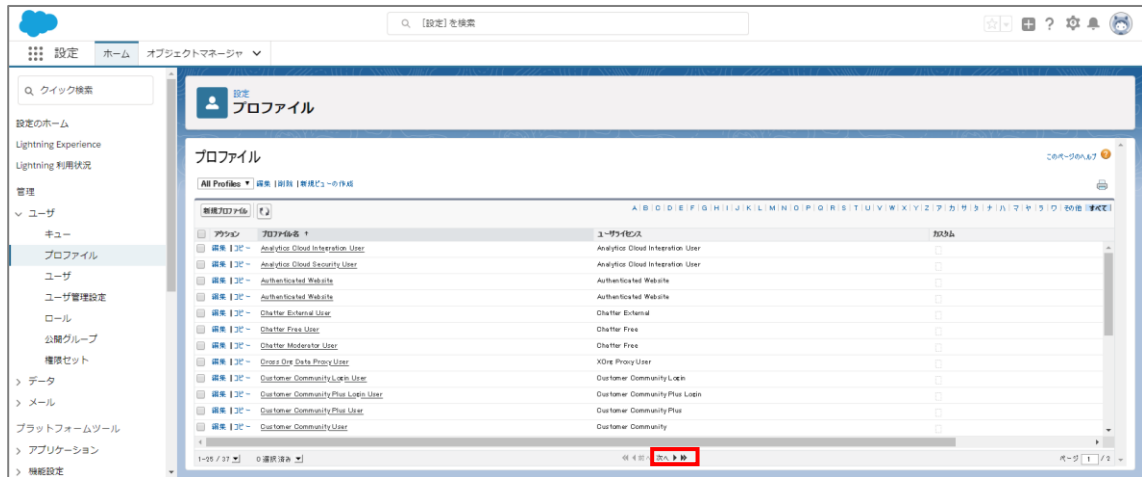 [設定] を検索
設定 ホーム オブジェクトマネージャ
クイック検索
設定のホーム
Lightning Experience
Lightning 利用状況
管理
ユーザ
キュー
プロファイル
ユーザ
ユーザ管理設定
ロール
公開グループ
権限セット
データ
メール
プラットフォームツール
アプリケーション
機能設定
設定
プロファイル
プロファイル
このページのヘルプ
All Profiles 編集 | 削除 | 新規ビューの作成
新規プロファイル
A | B | C | D | E | F | G | H | I | J | K | L | M | N | O | P | Q | R | S | T | U | V | W | X | Y | Z | ア | カ | サ | タ | ナ | ハ | マ | ヤ | ラ | ワ | その他 | すべて
アクション プロファイル名 ↑ ユーザライセンス カスタム
編集 | コピー Analytics Cloud Integration User Analytics Cloud Integration User
編集 | コピー Analytics Cloud Security User Analytics Cloud Integration User
編集 | コピー Authenticated Website Authenticated Website
編集 | コピー Authenticated Website Authenticated Website
編集 | コピー Chatter External User Chatter External
編集 | コピー Chatter Free User Chatter Free
編集 | コピー Chatter Moderator User Chatter Free
編集 | コピー Cross Org Data Proxy User XOrg Proxy User
編集 | コピー Customer Community Login User Customer Community Login
編集 | コピー Customer Community Plus Login User Customer Community Plus Login
編集 | コピー Customer Community Plus User Customer Community Plus
編集 | コピー Customer Community User Customer Community
1-25 / 37 0 選択済み 前へ 次へ ページ 1 / 2